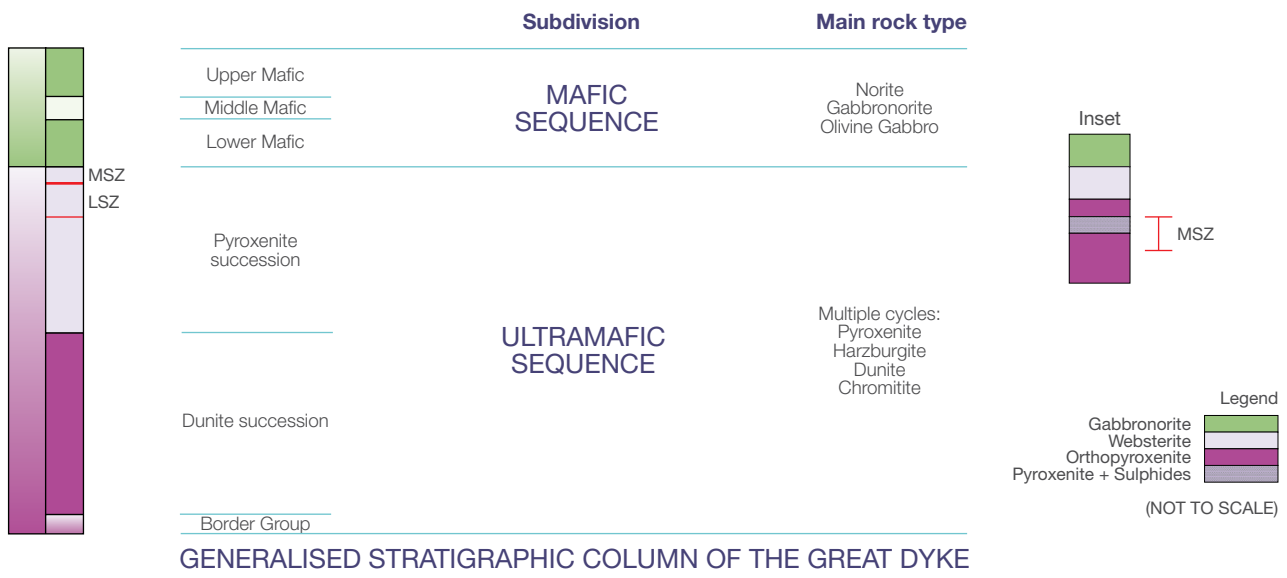 Subdivision
Main rock type
Upper Mafic
Middle Mafic
Lower Mafic
MAFIC
SEQUENCE
Norite
Gabbronorite
Olivine Gabbro
MSZ
LSZ
Pyroxenite
succession
Dunite succession
Border Group
ULTRAMAFIC
SEQUENCE
Multiple cycles:
Pyroxenite
Harzburgite
Dunite
Chromitite
Inset
MSZ
Legend
Gabbronorite
Websterite
Orthopyroxenite
Pyroxenite + Sulphides
(NOT TO SCALE)
GENERALISED STRATIGRAPHIC COLUMN OF THE GREAT DYKE